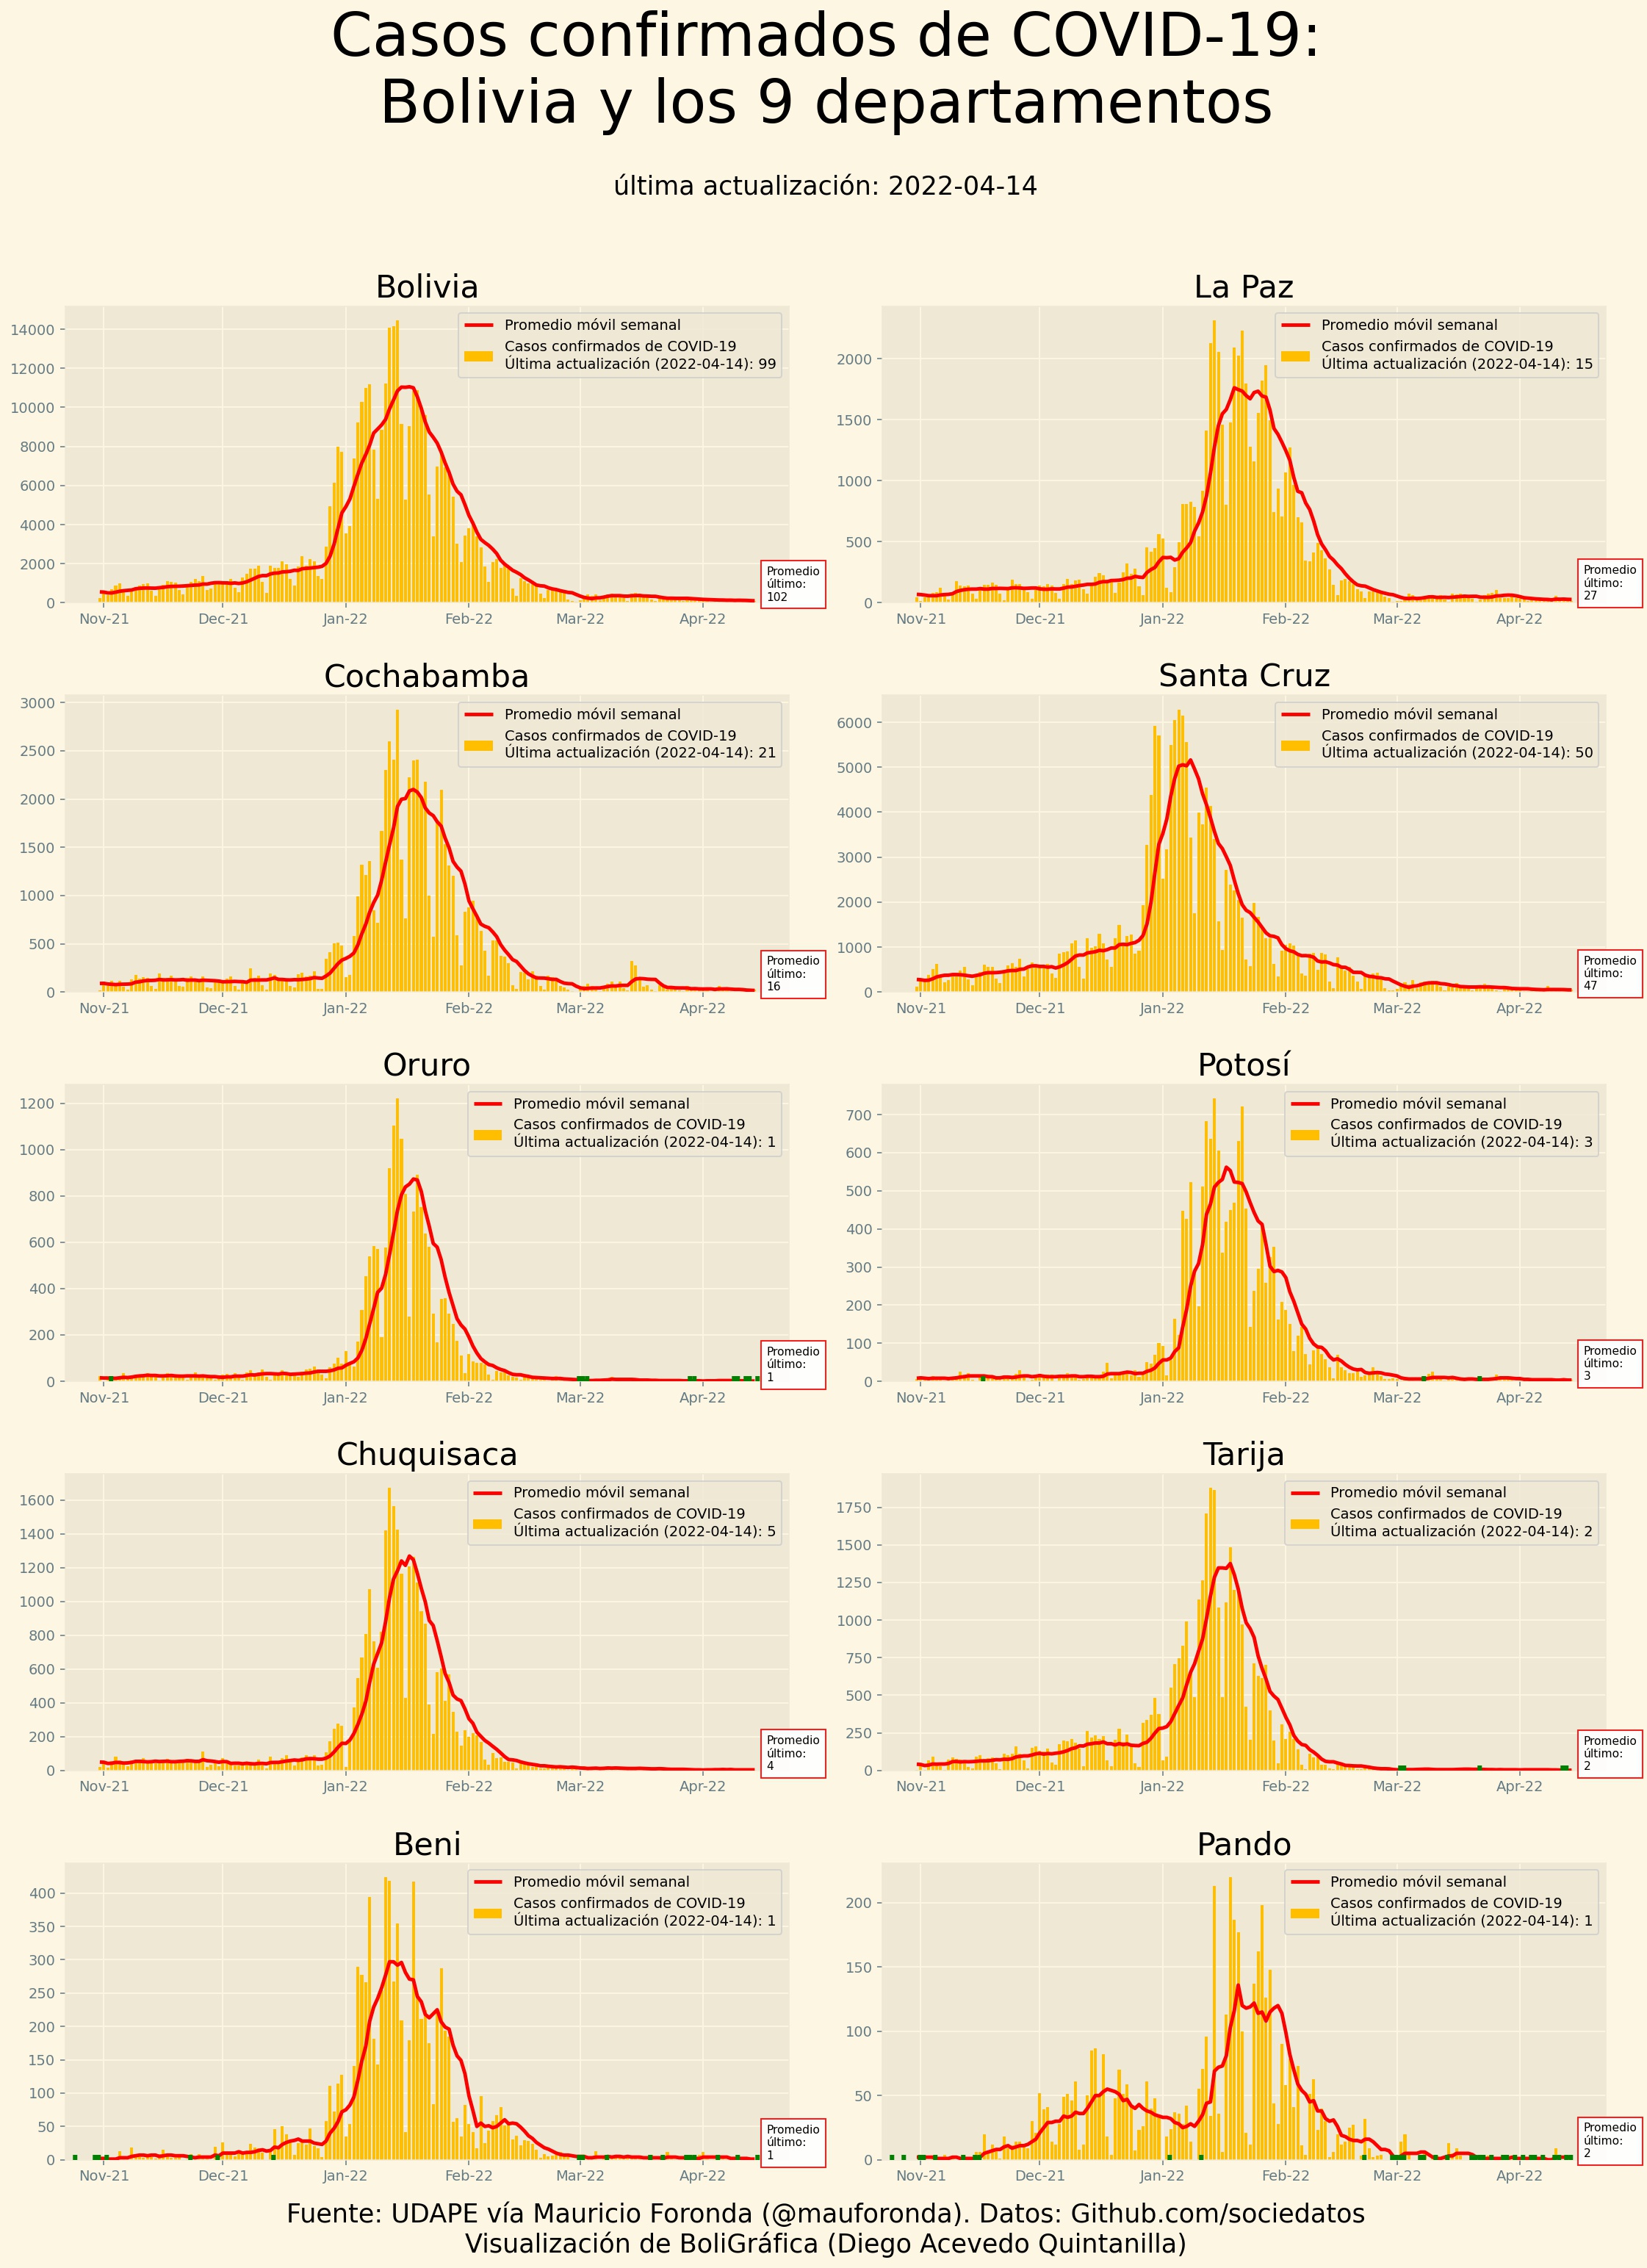 Casos confirmados de COVID-19:
Bolivia y los 9 departamentos
última actualización: 2022-04-14
Bolivia
14000
12000
10000
8000
6000
4000
2000
0
Nov-21 Dec-21 Jan-22 Feb-22 Mar-22 Apr-22
Promedio móvil semanal
Casos confirmados de COVID-19
Última actualización (2022-04-14): 99
Promedio
último:
102
La Paz
2000
1500
1000
500
0
Nov-21 Dec-21 Jan-22 Feb-22 Mar-22 Apr-22
Promedio móvil semanal
Casos confirmados de COVID-19
Última actualización (2022-04-14): 15
Promedio
último:
27
Cochabamba
3000
2500
2000
1500
1000
500
0
Nov-21 Dec-21 Jan-22 Feb-22 Mar-22 Apr-22
Promedio móvil semanal
Casos confirmados de COVID-19
Última actualización (2022-04-14): 21
Promedio
último:
16
Santa Cruz
6000
5000
4000
3000
2000
1000
0
Nov-21 Dec-21 Jan-22 Feb-22 Mar-22 Apr-22
Promedio móvil semanal
Casos confirmados de COVID-19
Última actualización (2022-04-14): 50
Promedio
último:
47
Oruro
1200
1000
800
600
400
200
0
Nov-21 Dec-21 Jan-22 Feb-22 Mar-22 Apr-22
Promedio móvil semanal
Casos confirmados de COVID-19
Última actualización (2022-04-14): 1
Promedio
último:
1
Potosí
700
600
500
400
300
200
100
0
Nov-21 Dec-21 Jan-22 Feb-22 Mar-22 Apr-22
Promedio móvil semanal
Casos confirmados de COVID-19
Última actualización (2022-04-14): 3
Promedio
último:
3
Chuquisaca
1600
1400
1200
1000
800
600
400
200
0
Nov-21 Dec-21 Jan-22 Feb-22 Mar-22 Apr-22
Promedio móvil semanal
Casos confirmados de COVID-19
Última actualización (2022-04-14): 5
Promedio
último:
4
Tarija
1750
1500
1250
1000
750
500
250
0
Nov-21 Dec-21 Jan-22 Feb-22 Mar-22 Apr-22
Promedio móvil semanal
Casos confirmados de COVID-19
Última actualización (2022-04-14): 2
Promedio
último:
2
Beni
400
350
300
250
200
150
100
50
0
Nov-21 Dec-21 Jan-22 Feb-22 Mar-22 Apr-22
Promedio móvil semanal
Casos confirmados de COVID-19
Última actualización (2022-04-14): 1
Promedio
último:
1
Pando
200
150
100
50
0
Nov-21 Dec-21 Jan-22 Feb-22 Mar-22 Apr-22
Promedio móvil semanal
Casos confirmados de COVID-19
Última actualización (2022-04-14): 1
Promedio
último:
2
Fuente: UDAPE vía Mauricio Foronda (@mauforonda). Datos: Github.com/sociedatos
Visualización de BoliGráfica (Diego Acevedo Quintanilla)